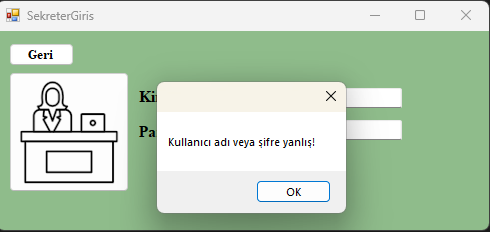 SekreterGiris
Geri
Kullanıcı adı veya şifre yanlış!
OK